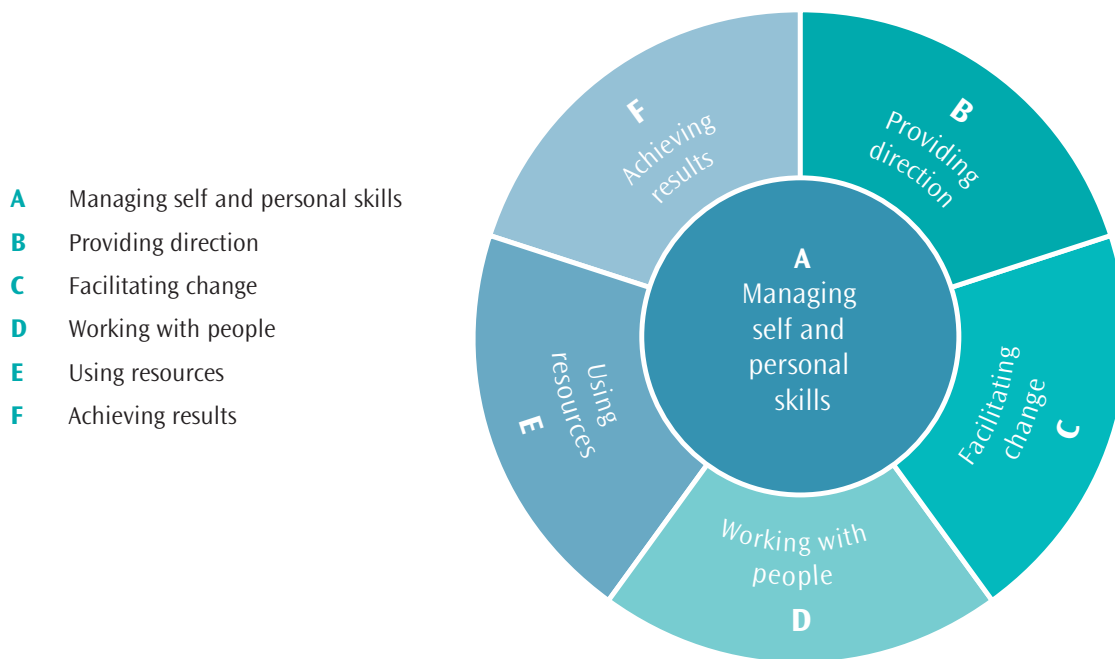 A Managing self and personal skills
B Providing direction
C Facilitating change
D Working with people
E Using resources
F Achieving results
F
Achieving
results
B
Providing
direction
A
Managing
self and
personal
skills
Using
resources
E
Facilitating
change
C
Working with
people
D